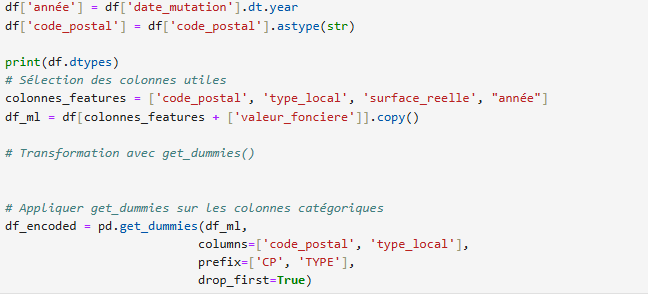 df['année'] = df['date_mutation'].dt.year
df['code_postal'] = df['code_postal'].astype(str)
print(df.dtypes)
# Sélection des colonnes utiles
colonnes_features = ['code_postal', 'type_local', 'surface_reelle', "année"]
df_ml = df[colonnes_features + ['valeur_fonciere']].copy()
# Transformation avec get_dummies()
# Appliquer get_dummies sur les colonnes catégoriques
df_encoded = pd.get_dummies(df_ml,
columns=['code_postal', 'type_local'],
prefix=['CP', 'TYPE'],
drop_first=True)